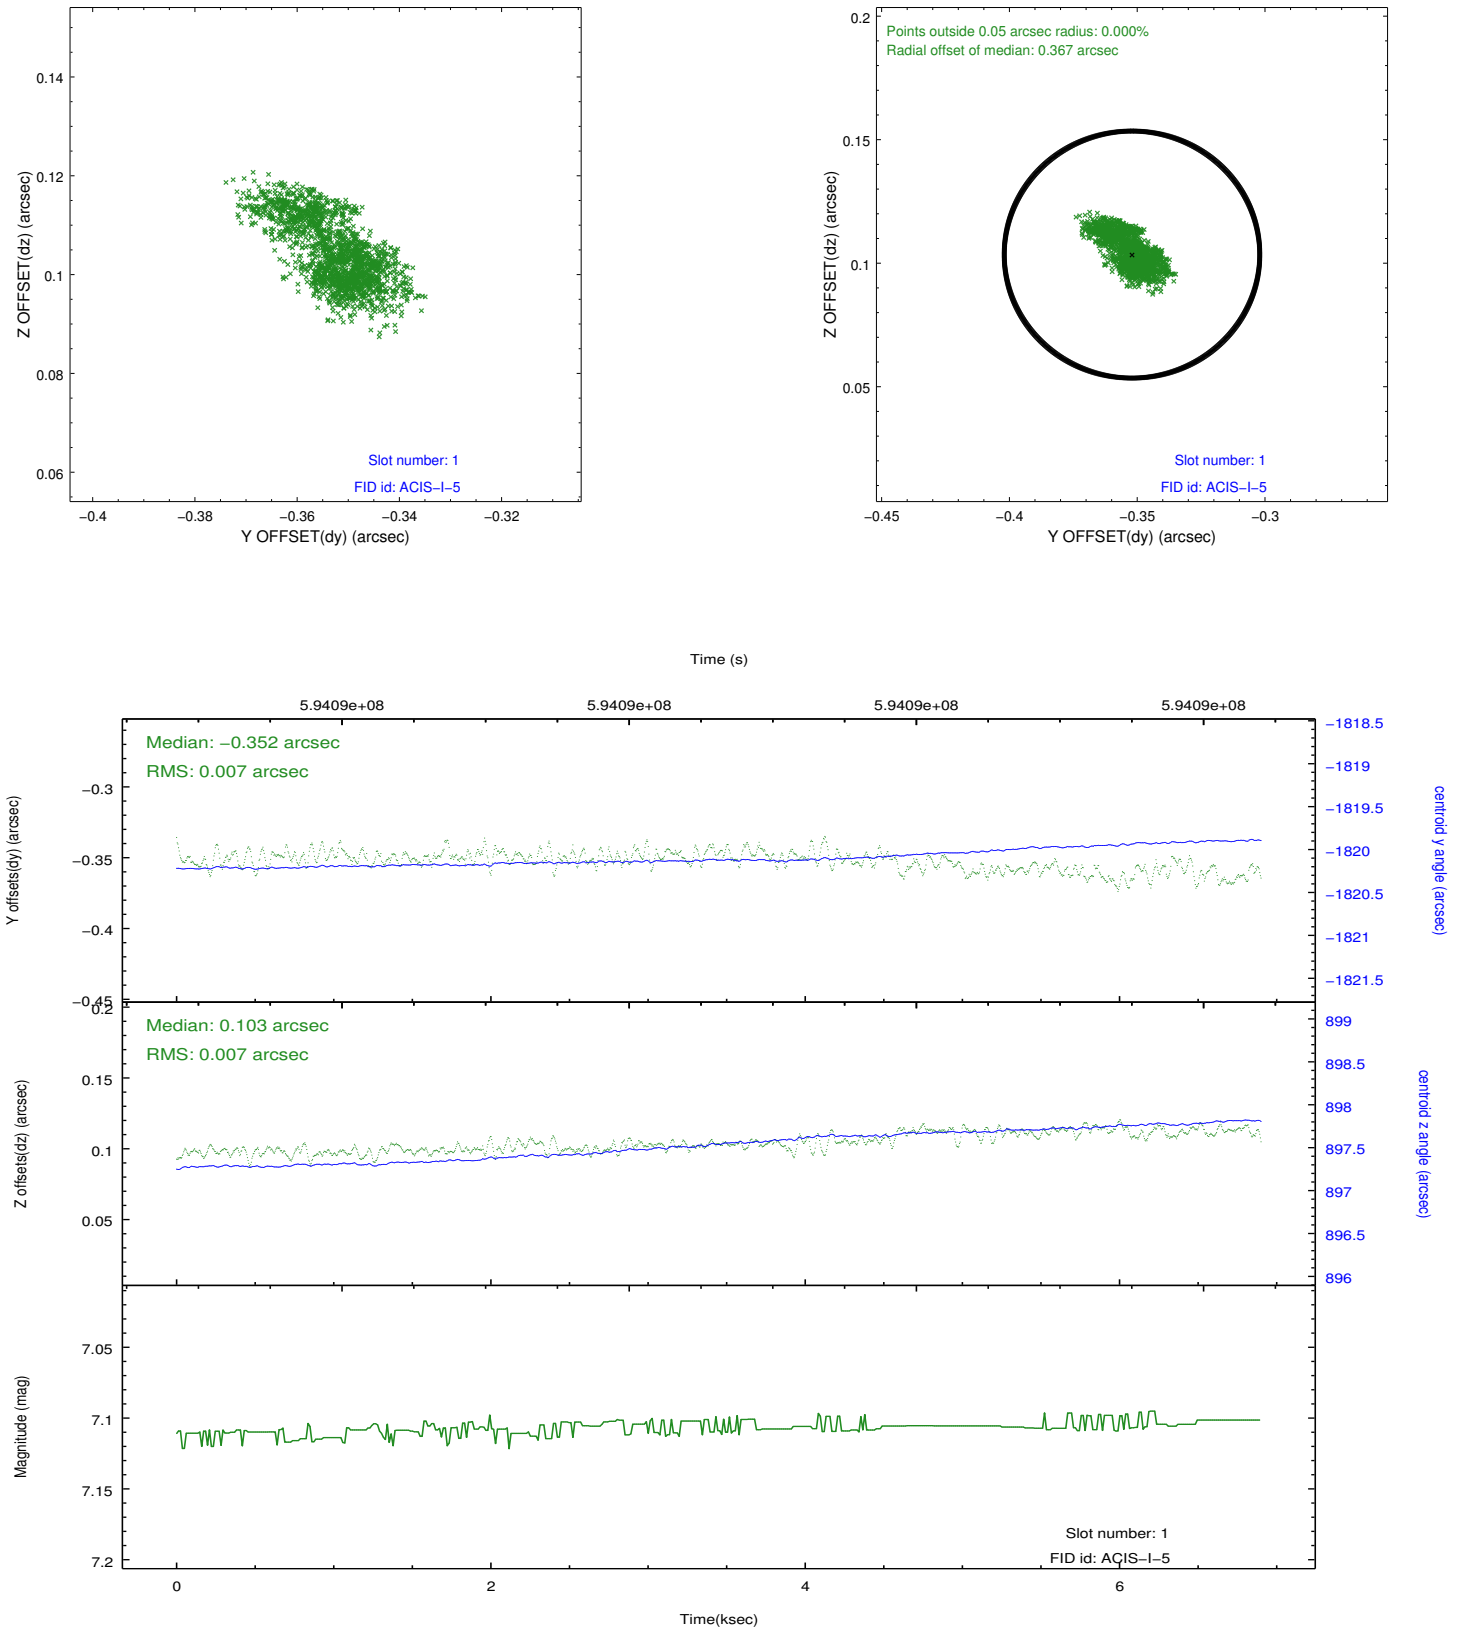 0.14
0.12
0.1
0.08
0.06
Z OFFSET(dz) (arcsec)
Slot number: 1
FID id: ACIS−I−5
−0.4 −0.38 −0.36 −0.34 −0.32
Y OFFSET(dy) (arcsec)
Points outside 0.05 arcsec radius: 0.000%
Radial offset of median: 0.367 arcsec
0.2
0.15
0.1
0.05
Z OFFSET(dz) (arcsec)
Slot number: 1
FID id: ACIS−I−5
−0.45 −0.4 −0.35 −0.3
Y OFFSET(dy) (arcsec)
Time (s)
5.9409e+08 5.9409e+08 5.9409e+08 5.9409e+08
Median: −0.352 arcsec
RMS: 0.007 arcsec
−0.3
−0.35
−0.4
−0.45
Y offsets(dy) (arcsec)
−1818.5
−1819
−1819.5
−1820
−1820.5
−1821
−1821.5
centroid y angle (arcsec)
Median: 0.103 arcsec
RMS: 0.007 arcsec
0.2
0.15
0.1
0.05
Z offsets(dz) (arcsec)
899
898.5
898
897.5
897
896.5
896
centroid z angle (arcsec)
7.05
7.1
7.15
7.2
Magnitude (mag)
Slot number: 1
FID id: ACIS−I−5
0 2 4 6
Time(ksec)